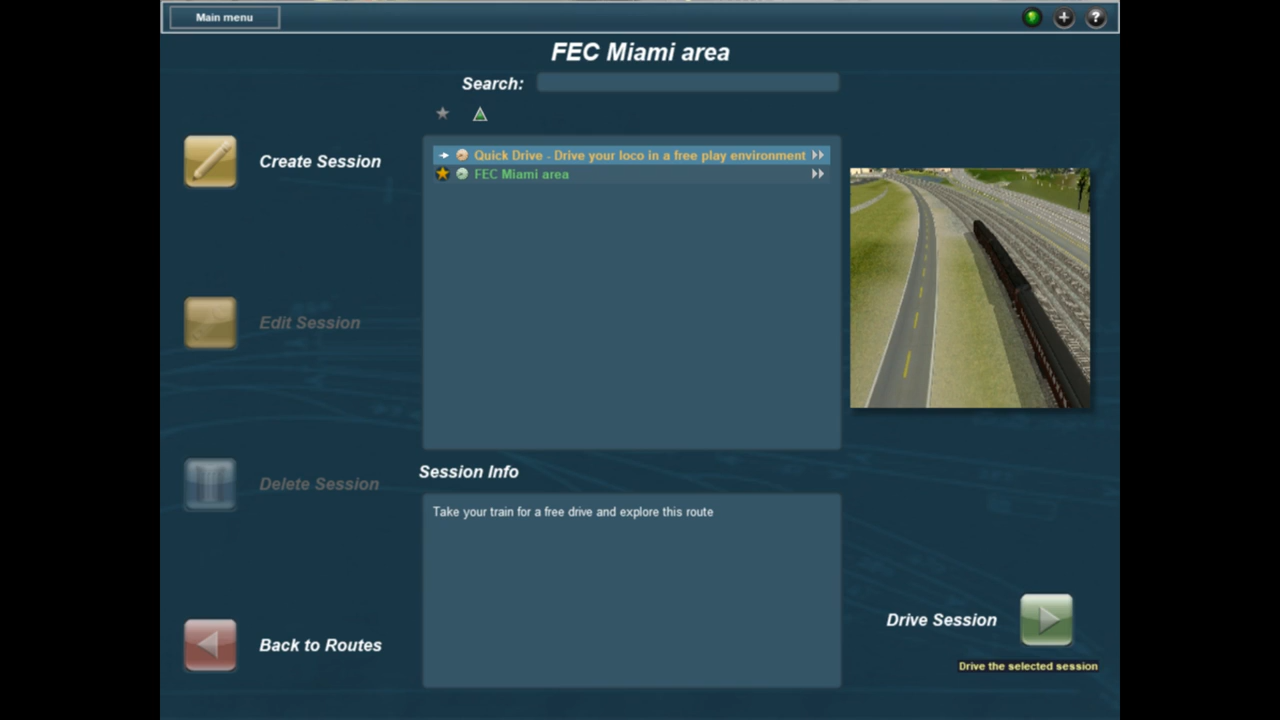 Main menu
?
FEC Miami area
Search:
Create Session
Quick Drive - Drive your loco in a free play environment
FEC Miami area
Edit Session
Session Info
Delete Session
Take your train for a free drive and explore this route
Drive Session
Back to Routes
Drive the selected session